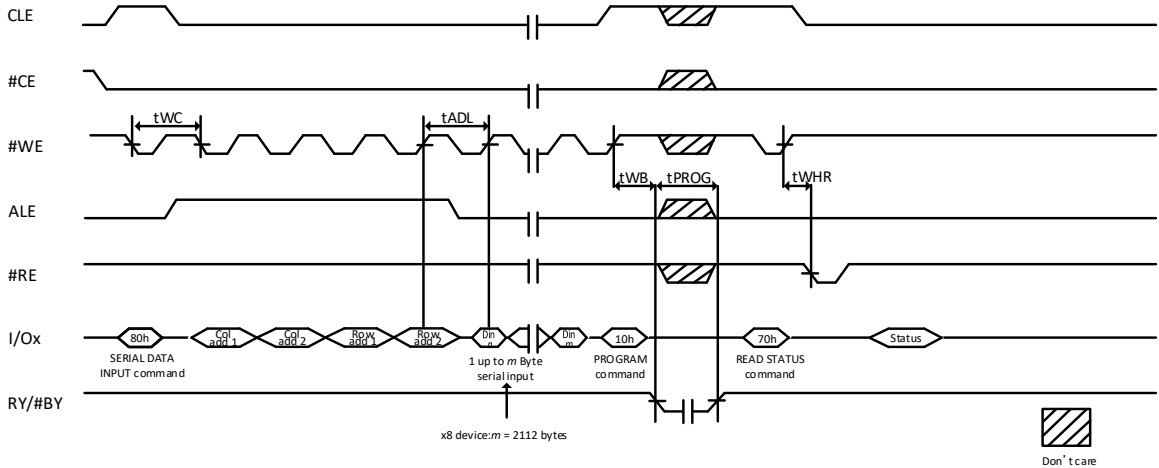 CLE
#CE
tWC
tADL
#WE
tWB
tPROG
tWHR
ALE
#RE
I/Ox
80h
Col
add 1
Col
add 2
Row
add 1
Row
add 2
Din
n
Din
m
10h
70h
Status
SERIAL DATA
INPUT command
1 up to m Byte
serial input
PROGRAM
command
READ STATUS
command
RY/#BY
x8 device:m = 2112 bytes
Don't care